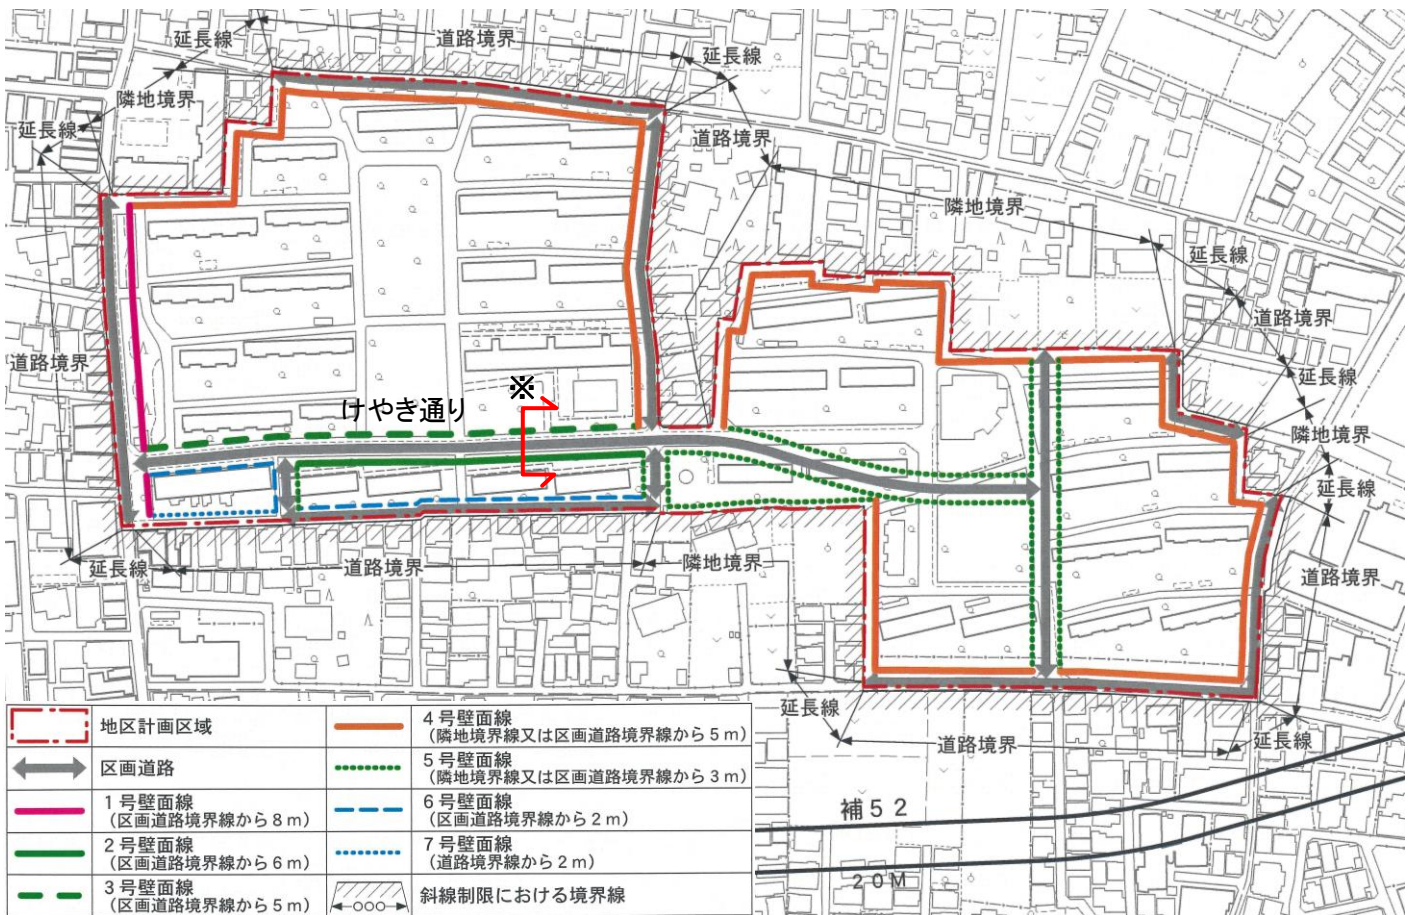 延長線
道路境界
延長線
隣地境界
延長線
道路境界
隣地境界
延長線
道路境界
※
けやき通り
道路境界
延長線
隣地境界
延長線
道路境界
延長線
道路境界
隣地境界
延長線
道路境界
延長線
補52
20M
地区計画区域
区画道路
1号壁面線
(区画道路境界線から8m)
2号壁面線
(区画道路境界線から6m)
3号壁面線
(区画道路境界線から5m)
4号壁面線
(隣地境界線又は区画道路境界線から5m)
5号壁面線
(隣地境界線又は区画道路境界線から3m)
6号壁面線
(区画道路境界線から2m)
7号壁面線
(道路境界線から2m)
斜線制限における境界線